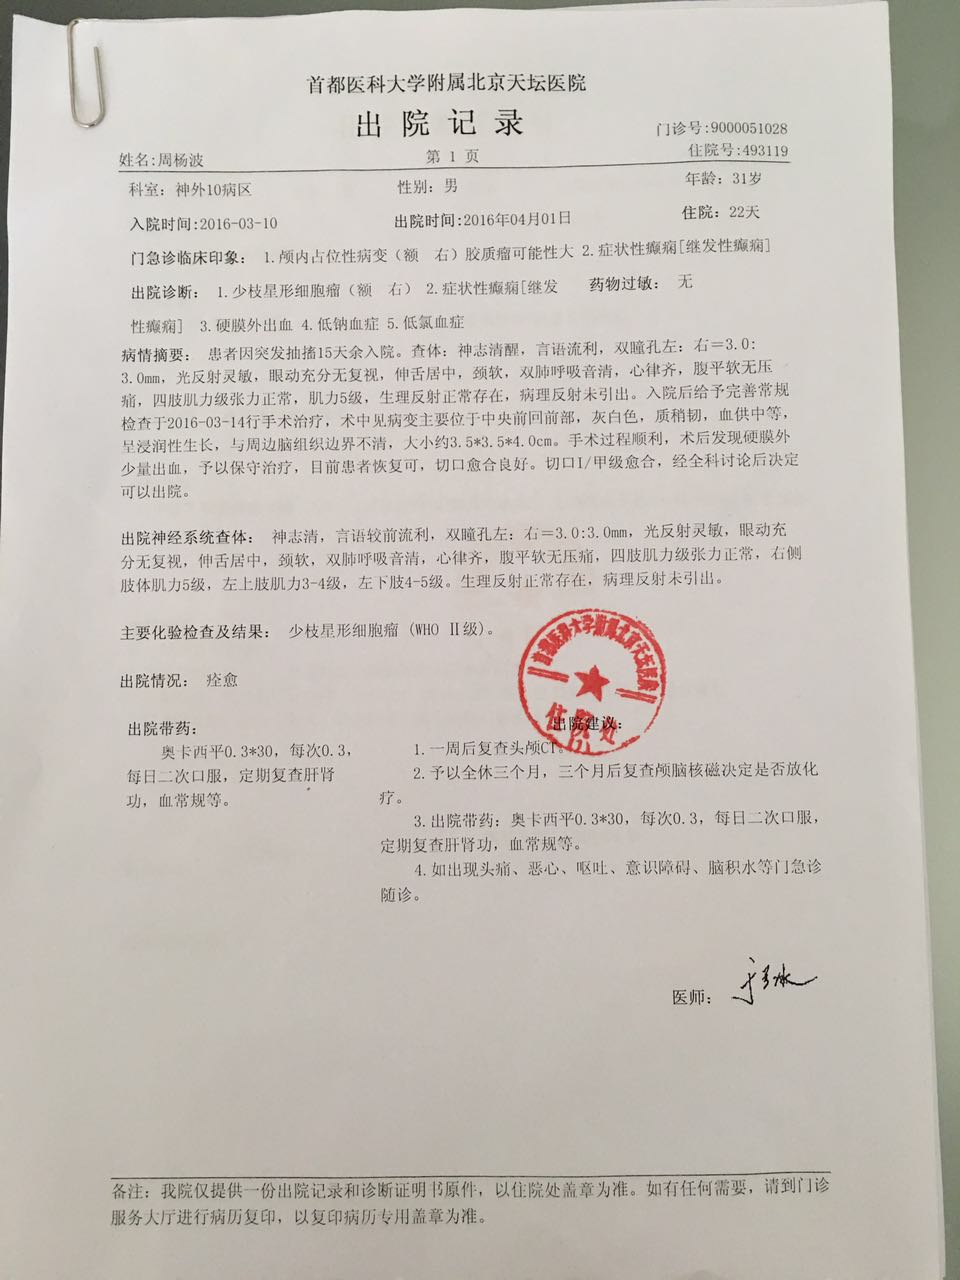 首都医科大学附属北京天坛医院
出院记录
门诊号:9000051028
姓名:周杨波
第 1 页
住院号:493119
科室: 神外10病区
性别: 男
年龄: 31岁
入院时间:2016-03-10
出院时间:2016年04月01日
住院: 22天
门急诊临床印象: 1.颅内占位性病变（额 右）胶质瘤可能性大 2.症状性癫痫[继发性癫痫]
出院诊断: 1.少枝星形细胞瘤（额 右） 2.症状性癫痫[继发
药物过敏: 无
性癫痫] 3.硬膜外出血 4.低钠血症 5.低氯血症
病情摘要: 患者因突发抽搐15天余入院。查体: 神志清醒, 言语流利, 双瞳孔左: 右＝3.0:
3.0mm, 光反射灵敏, 眼动充分无复视, 伸舌居中, 颈软, 双肺呼吸音清, 心律齐, 腹平软无压
痛, 四肢肌力级张力正常, 肌力5级, 生理反射正常存在, 病理反射未引出。入院后给予完善常规
检查于2016-03-14行手术治疗, 术中见病变主要位于中央前回前部, 灰白色, 质稍韧, 血供中等,
呈浸润性生长, 与周边脑组织边界不清, 大小约3.5*3.5*4.0cm。手术过程顺利, 术后发现硬膜外
少量出血, 予以保守治疗, 目前患者恢复可, 切口愈合良好。切口I/甲级愈合, 经全科讨论后决定
可以出院。
出院神经系统查体: 神志清, 言语较前流利, 双瞳孔左: 右＝3.0:3.0mm, 光反射灵敏, 眼动充
分无复视, 伸舌居中, 颈软, 双肺呼吸音清, 心律齐, 腹平软无压痛, 四肢肌力级张力正常, 右侧
肢体肌力5级, 左上肢肌力3-4级, 左下肢4-5级。生理反射正常存在, 病理反射未引出。
主要化验检查及结果: 少枝星形细胞瘤 (WHO Ⅱ级)。
首都医科大学附属北京天坛医院
住院处
(1)
出院情况: 痊愈
出院带药:
奥卡西平0.3*30, 每次0.3,
每日二次口服, 定期复查肝肾
功, 血常规等。
出院建议:
1.一周后复查头颅CT。
2.予以全休三个月, 三个月后复查颅脑核磁决定是否放化
疗。
3.出院带药: 奥卡西平0.3*30, 每次0.3, 每日二次口服,
定期复查肝肾功, 血常规等。
4.如出现头痛、恶心、呕吐、意识障碍、脑积水等门急诊
随诊。
医师:
备注: 我院仅提供一份出院记录和诊断证明书原件, 以住院处盖章为准。如有任何需要, 请到门诊
服务大厅进行病历复印, 以复印病历专用盖章为准。